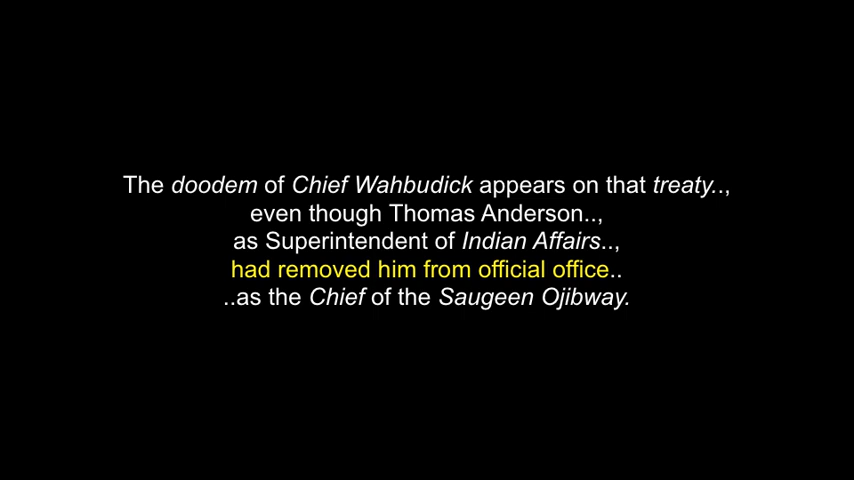 The doodem of Chief Wahbudick appears on that treaty..,
even though Thomas Anderson..,
as Superintendent of Indian Affairs..,
had removed him from official office..
..as the Chief of the Saugeen Ojibway.